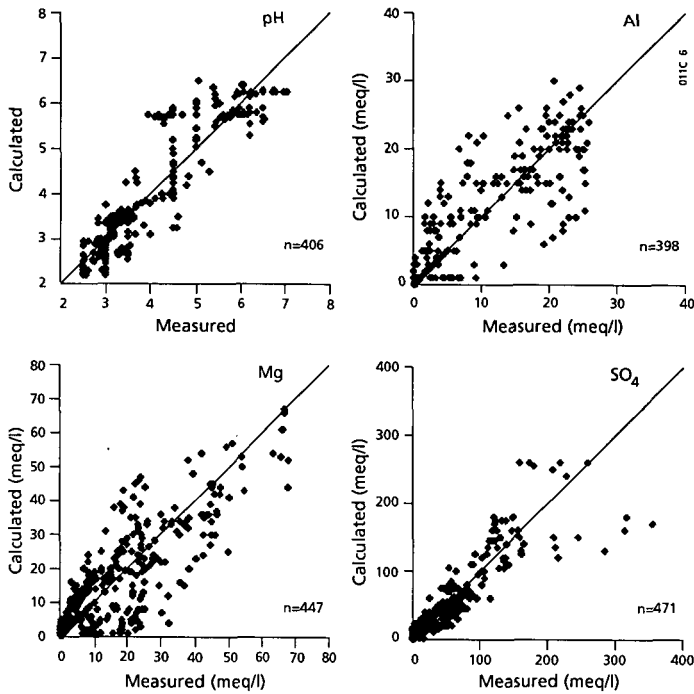 pH
8
7
6
5
4
3
2
Calculated
2 3 4 5 6 7 8
Measured
n=406
Al
40
30
20
10
0
Calculated (meq/l)
0 10 20 30 40
Measured (meq/l)
n=398
011C 6
Mg
80
70
60
50
40
30
20
10
0
Calculated (meq/l)
0 10 20 30 40 50 60 70 80
Measured (meq/l)
n=447
SO₄
400
300
200
100
0
Calculated (meq/l)
0 100 200 300 400
Measured (meq/l)
n=471